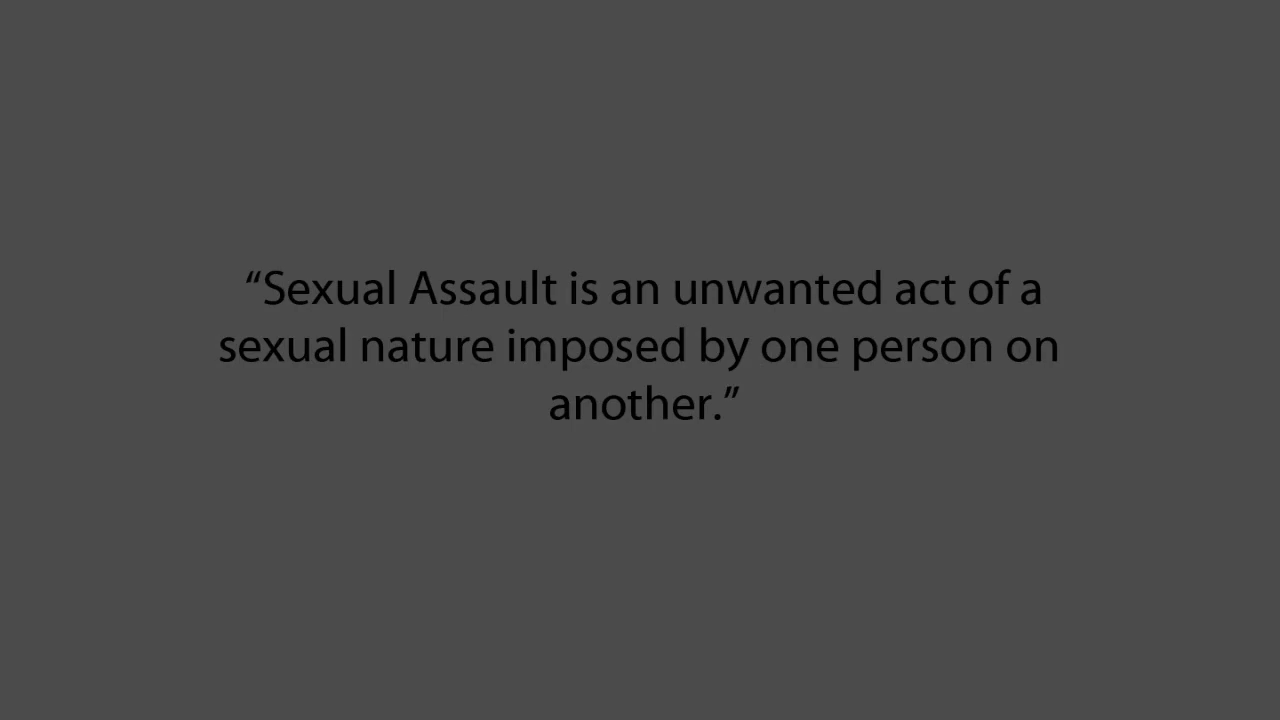 “Sexual Assault is an unwanted act of a
sexual nature imposed by one person on
another.”